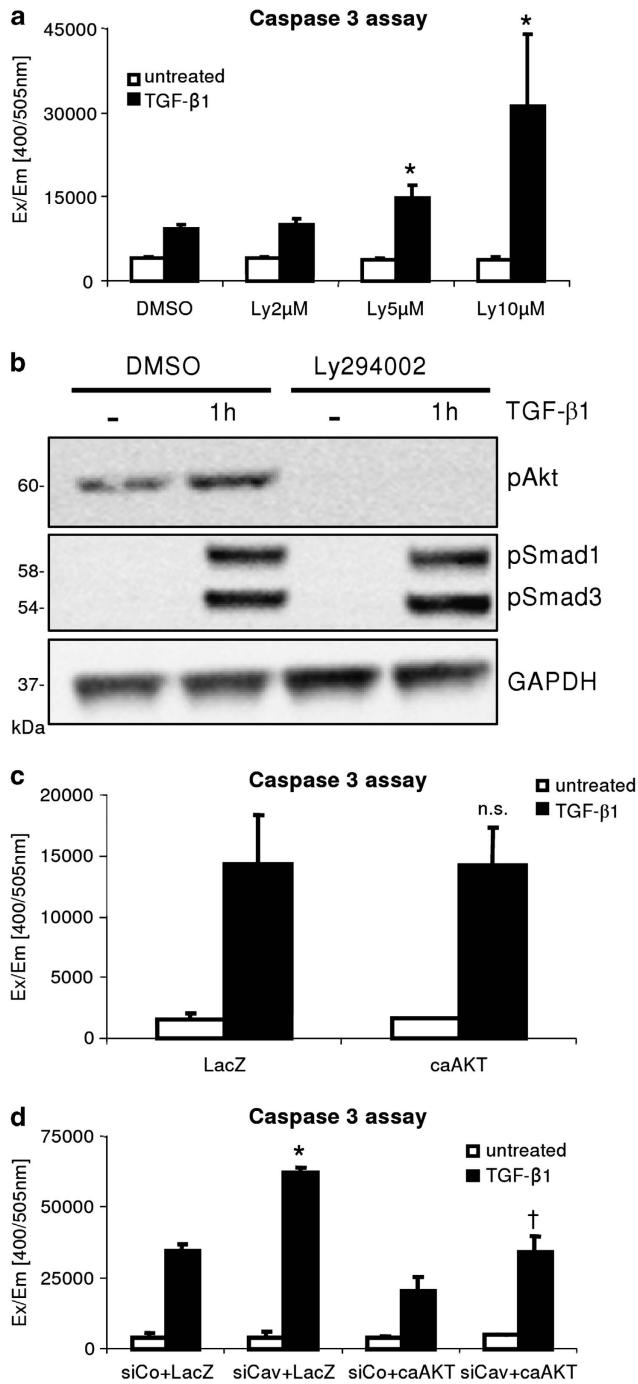 a
Caspase 3 assay
Ex/Em [400/505nm]
45000
30000
15000
0
untreated
TGF-β1
*
*
DMSO Ly2µM Ly5µM Ly10µM
b
DMSO Ly294002
- 1h - 1h TGF-β1
60- pAkt
58- pSmad1
54- pSmad3
37- GAPDH
kDa
c
Caspase 3 assay
Ex/Em [400/505nm]
20000
15000
10000
5000
0
untreated
TGF-β1
n.s.
LacZ caAKT
d
Caspase 3 assay
Ex/Em [400/505nm]
75000
50000
25000
0
untreated
TGF-β1
*
†
siCo+LacZ siCav+LacZ siCo+caAKT siCav+caAKT